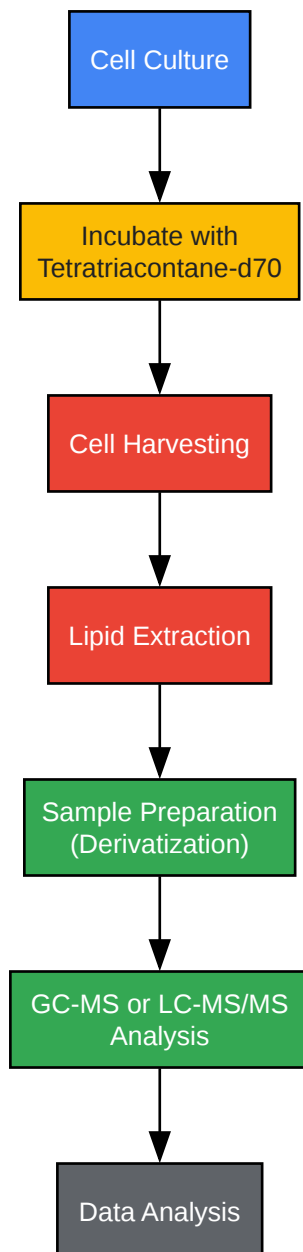 Cell Culture
Incubate with
Tetratriacontane-d70
Cell Harvesting
Lipid Extraction
Sample Preparation
(Derivatization)
GC-MS or LC-MS/MS
Analysis
Data Analysis